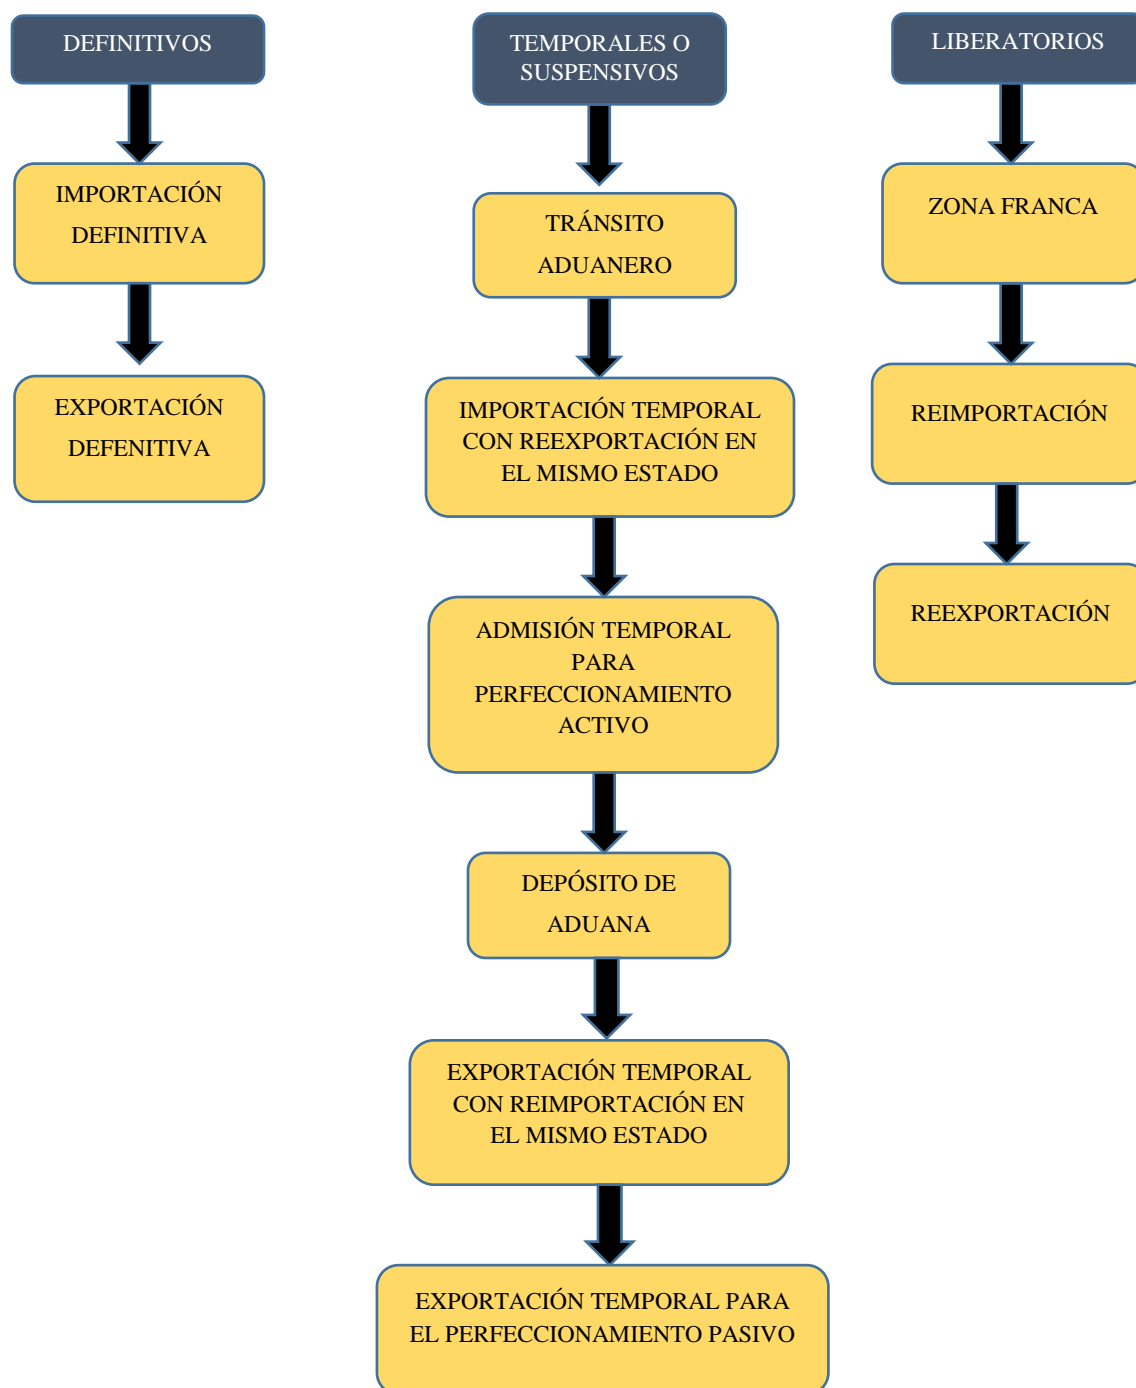 DEFINITIVOS
IMPORTACIÓN
DEFINITIVA
EXPORTACIÓN
DEFENITIVA
TEMPORALES O
SUSPENSIVOS
TRÁNSITO
ADUANERO
IMPORTACIÓN TEMPORAL
CON REEXPORTACIÓN EN
EL MISMO ESTADO
ADMISIÓN TEMPORAL
PARA
PERFECCIONAMIENTO
ACTIVO
DEPÓSITO DE
ADUANA
EXPORTACIÓN TEMPORAL
CON REIMPORTACIÓN EN
EL MISMO ESTADO
EXPORTACIÓN TEMPORAL PARA
EL PERFECCIONAMIENTO PASIVO
LIBERATORIOS
ZONA FRANCA
REIMPORTACIÓN
REEXPORTACIÓN